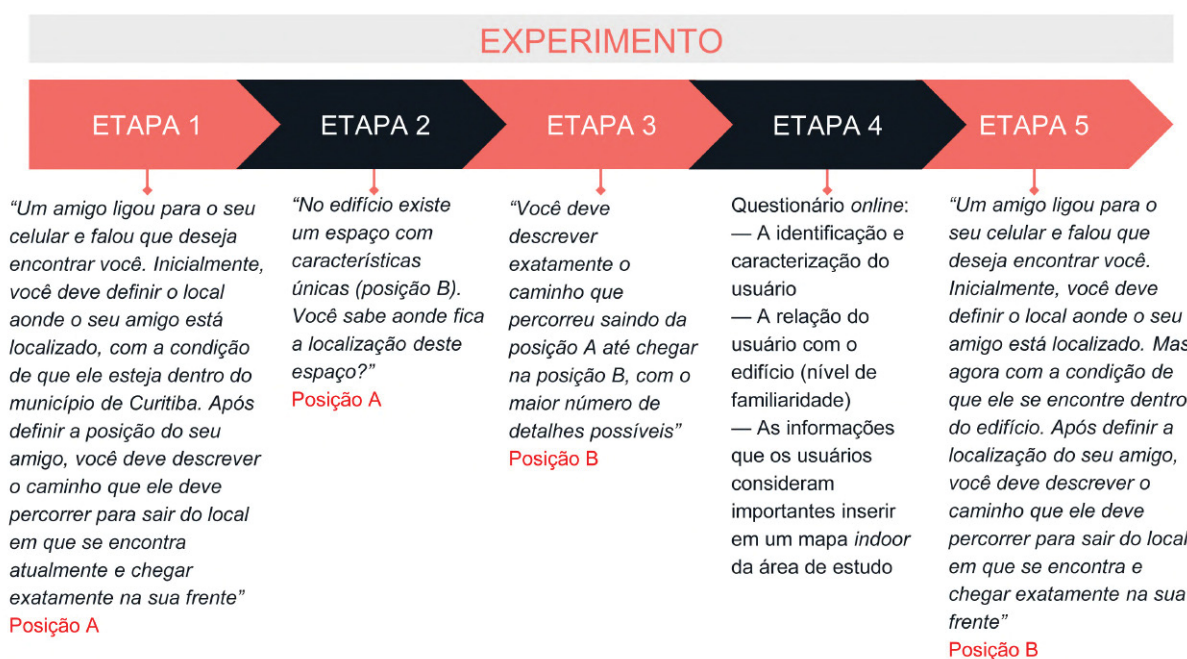 EXPERIMENTO
ETAPA 1
ETAPA 2
ETAPA 3
ETAPA 4
ETAPA 5
“Um amigo ligou para o seu
celular e falou que deseja
encontrar você. Inicialmente,
você deve definir o local
aonde o seu amigo está
localizado, com a condição
de que ele esteja dentro do
município de Curitiba. Após
definir a posição do seu
amigo, você deve descrever
o caminho que ele deve
percorrer para sair do local
em que se encontra
atualmente e chegar
exatamente na sua frente”
Posição A
“No edifício existe
um espaço com
características
únicas (posição B).
Você sabe aonde fica
a localização deste
espaço?”
Posição A
“Você deve
descrever
exatamente o
caminho que
percorreu saindo da
posição A até chegar
na posição B, com o
maior número de
detalhes possíveis”
Posição B
Questionário online:
— A identificação e
caracterização do
usuário
— A relação do
usuário com o
edifício (nível de
familiaridade)
— As informações
que os usuários
consideram
importantes inserir
em um mapa indoor
da área de estudo
“Um amigo ligou para o
seu celular e falou que
deseja encontrar você.
Inicialmente, você deve
definir o local aonde o seu
amigo está localizado. Mas
agora com a condição de
que ele se encontre dentro
do edifício. Após definir a
localização do seu amigo,
você deve descrever o
caminho que ele deve
percorrer para sair do local
em que se encontra e
chegar exatamente na sua
frente”
Posição B